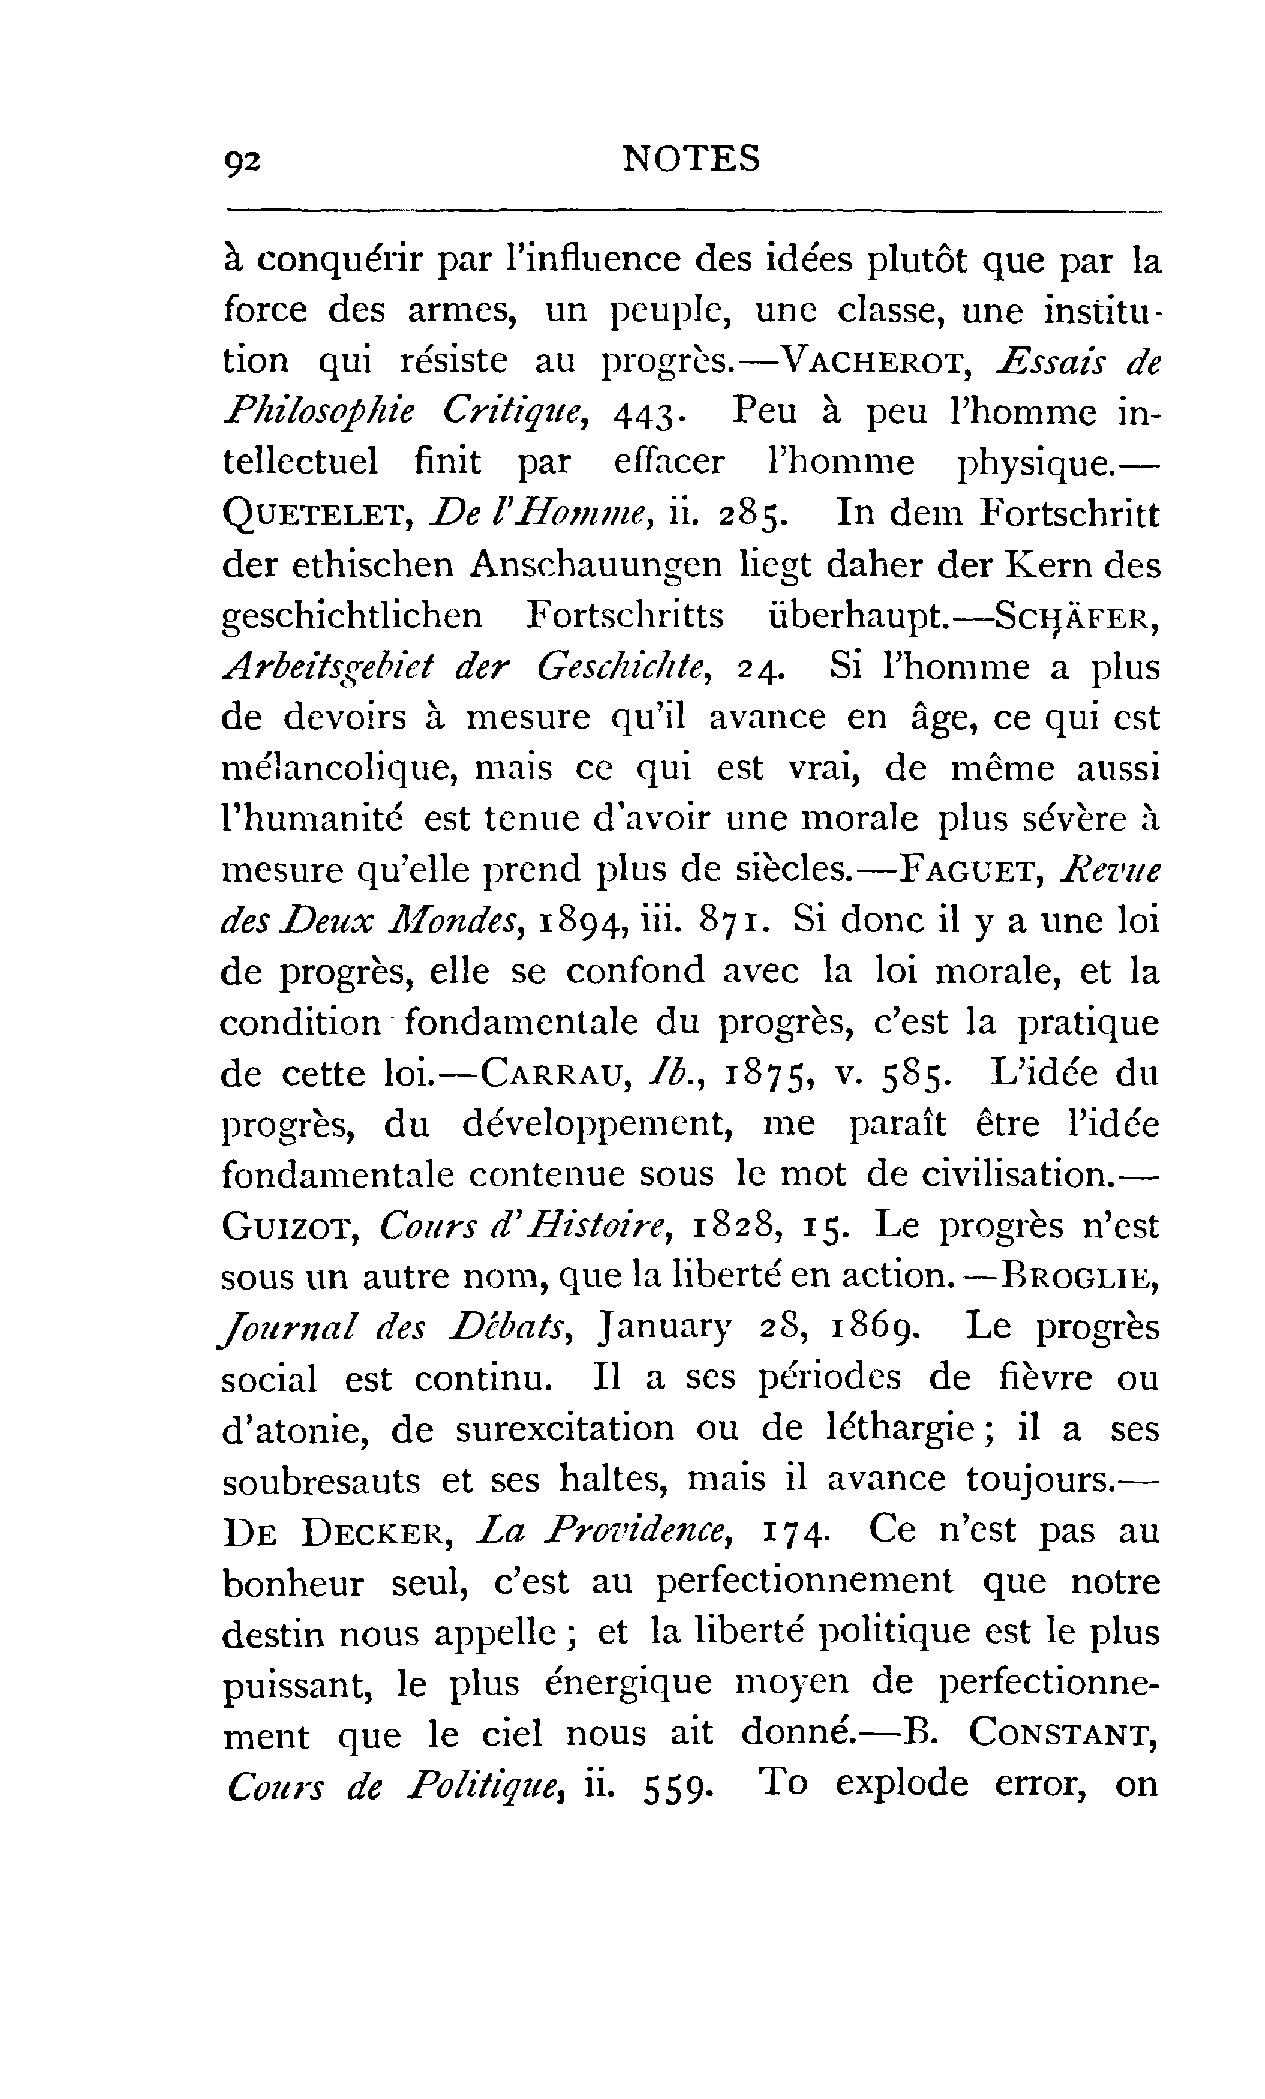 92 NOTES
à conquérir par l'influence des idées plutôt que par la
force des armes, un peuple, une classe, une institu-
tion qui résiste au progrès.—VACHEROT, Essais de
Philosophie Critique, 443. Peu à peu l'homme in-
tellectuel finit par effacer l'homme physique.—
QUETELET, De l'Homme, ii. 285. In dem Fortschritt
der ethischen Anschauungen liegt daher der Kern des
geschichtlichen Fortschritts überhaupt.—SCHÄFER,
Arbeitsgebiet der Geschichte, 24. Si l'homme a plus
de devoirs à mesure qu'il avance en âge, ce qui est
mélancolique, mais ce qui est vrai, de même aussi
l'humanité est tenue d'avoir une morale plus sévère à
mesure qu'elle prend plus de siècles.—FAGUET, Revue
des Deux Mondes, 1894, iii. 871. Si donc il y a une loi
de progrès, elle se confond avec la loi morale, et la
condition fondamentale du progrès, c'est la pratique
de cette loi.—CARRAU, Ib., 1875, v. 585. L'idée du
progrès, du développement, me paraît être l'idée
fondamentale contenue sous le mot de civilisation.—
GUIZOT, Cours d'Histoire, 1828, 15. Le progrès n'est
sous un autre nom, que la liberté en action.—BROGLIE,
Journal des Débats, January 28, 1869. Le progrès
social est continu. Il a ses périodes de fièvre ou
d'atonie, de surexcitation ou de léthargie ; il a ses
soubresauts et ses haltes, mais il avance toujours.—
DE DECKER, La Providence, 174. Ce n'est pas au
bonheur seul, c'est au perfectionnement que notre
destin nous appelle ; et la liberté politique est le plus
puissant, le plus énergique moyen de perfectionne-
ment que le ciel nous ait donné.—B. CONSTANT,
Cours de Politique, ii. 559. To explode error, on